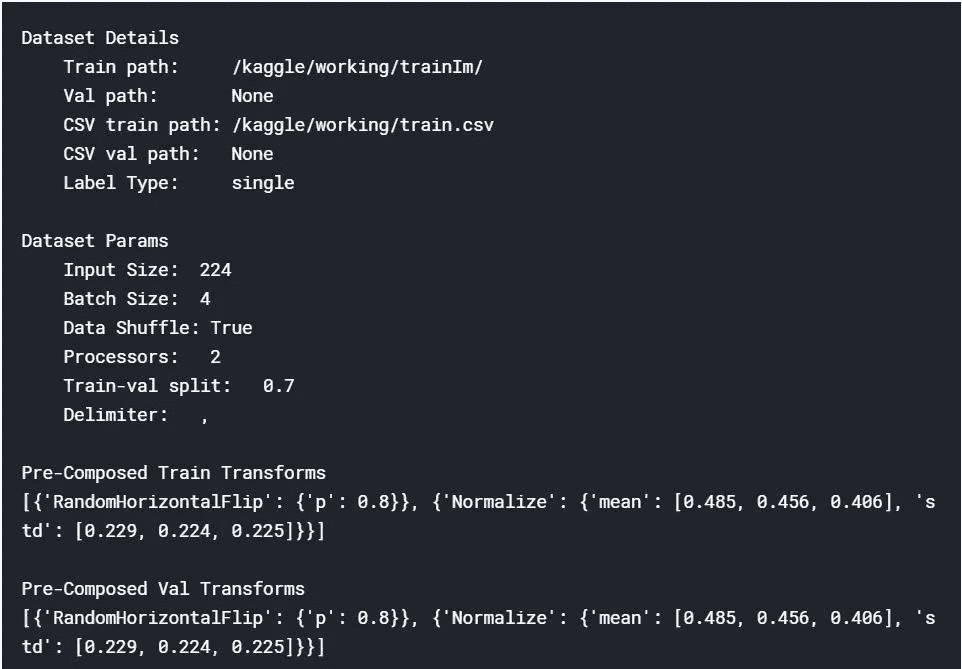 Dataset Details
    Train path:     /kaggle/working/trainIm/
    Val path:       None
    CSV train path: /kaggle/working/train.csv
    CSV val path:   None
    Label Type:     single

Dataset Params
    Input Size:  224
    Batch Size:  4
    Data Shuffle: True
    Processors:   2
    Train-val split:   0.7
    Delimiter:   ,

Pre-Composed Train Transforms
[{'RandomHorizontalFlip': {'p': 0.8}}, {'Normalize': {'mean': [0.485, 0.456, 0.406], 's
td': [0.229, 0.224, 0.225]}}]

Pre-Composed Val Transforms
[{'RandomHorizontalFlip': {'p': 0.8}}, {'Normalize': {'mean': [0.485, 0.456, 0.406], 's
td': [0.229, 0.224, 0.225]}}]